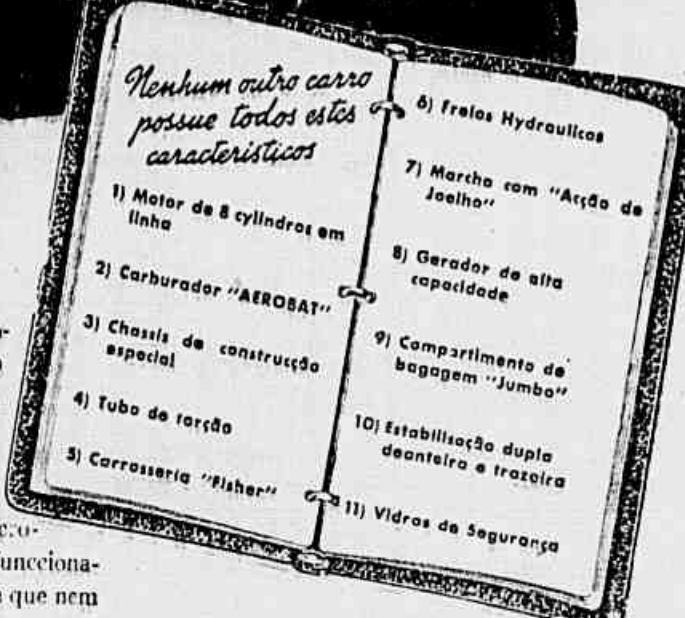 Nenhum outro carro
possue todos estes
caracteristicos
1) Motor de 8 cylindros em
linha
2) Carburador "AEROBAT"
3) Chassis de construcção
especial
4) Tubo de torção
5) Carrosseria "Fisher"
6) Freios Hydraulicos
7) Marcha com "Acção de
Joelho"
8) Gerador de alta
capacidade
9) Compartimento de
bagagem "Jumbo"
10) Estabilisação dupla
deanteira e trazeira
11) Vidros de Segurança
uncciona-
que nem